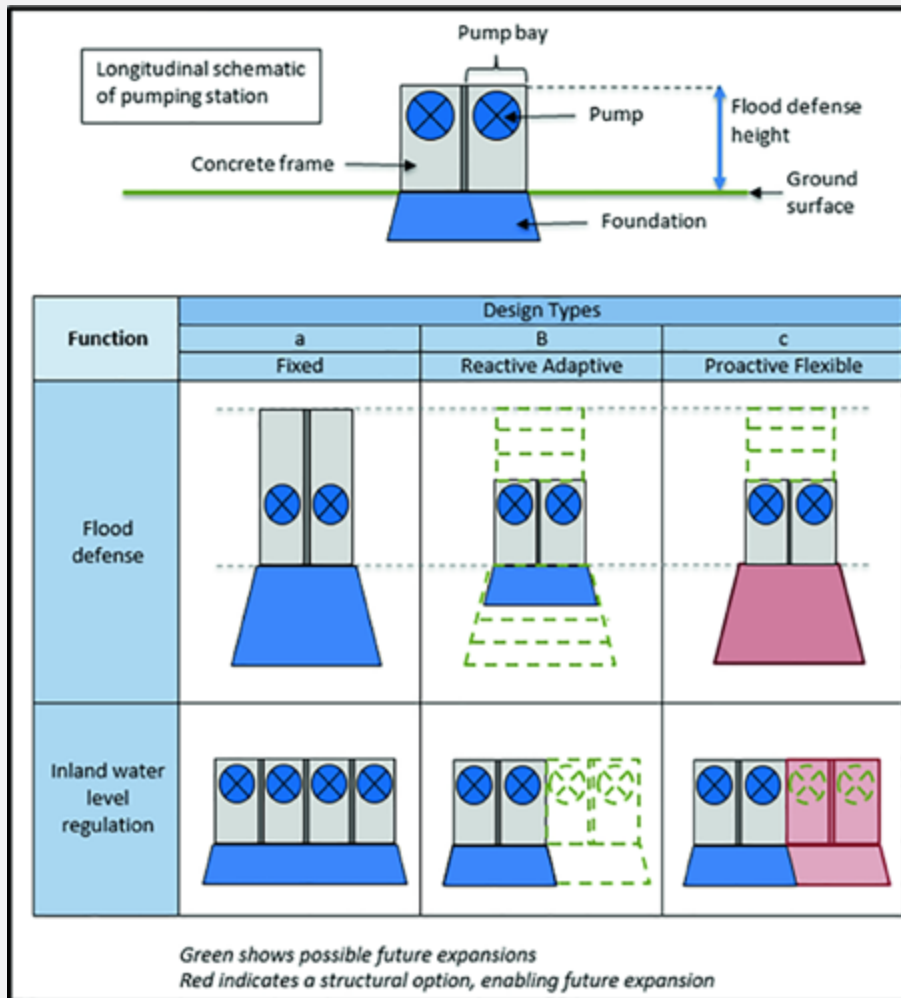 Pump bay
Longitudinal schematic
of pumping station
Flood defense
height
Pump
Concrete frame
Ground
surface
Foundation
Function
Design Types
a
B
c
Fixed
Reactive Adaptive
Proactive Flexible
Flood
defense
Inland water
level
regulation
Green shows possible future expansions
Red indicates a structural option, enabling future expansion